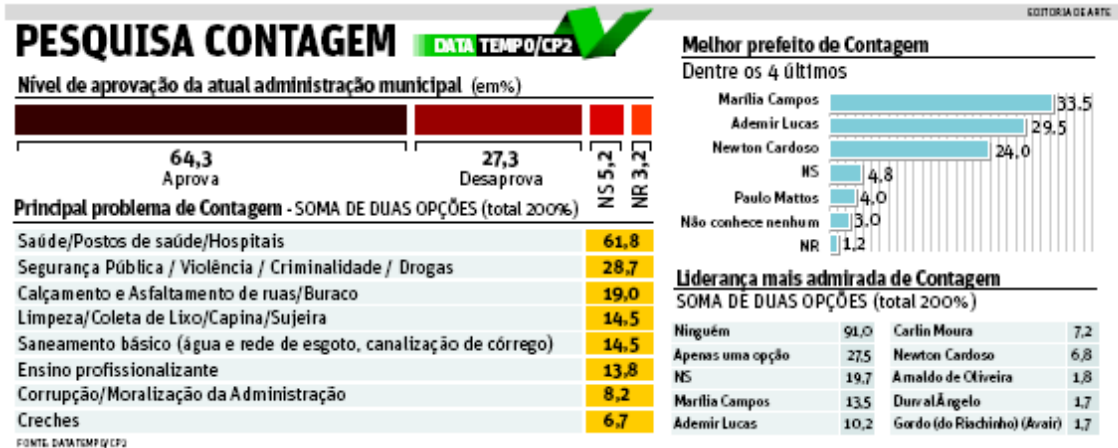 EDITORIA DE ARTE
PESQUISA CONTAGEM
DATA TEMPO/CP2
Nível de aprovação da atual administração municipal (em%)
64,3
Aprova
27,3
Desaprova
NS 5,2
NR 3,2
Principal problema de Contagem - SOMA DE DUAS OPÇÕES (total 200%)
Saúde/Postos de saúde/Hospitais 61,8
Segurança Pública / Violência / Criminalidade / Drogas 28,7
Calçamento e Asfaltamento de ruas/Buraco 19,0
Limpeza/Coleta de Lixo/Capina/Sujeira 14,5
Saneamento básico (água e rede de esgoto, canalização de córrego) 14,5
Ensino profissionalizante 13,8
Corrupção/Moralização da Administração 8,2
Creches 6,7
FONTE: DATATEMPO/CP2
Melhor prefeito de Contagem
Dentre os 4 últimos
Marília Campos 33,5
Ademir Lucas 29,5
Newton Cardoso 24,0
NS 4,8
Paulo Mattos 4,0
Não conhece nenhum 3,0
NR 1,2
Liderança mais admirada de Contagem
SOMA DE DUAS OPÇÕES (total 200%)
Ninguém 91,0 Carlin Moura 7,2
Apenas uma opção 27,5 Newton Cardoso 6,8
NS 19,7 Arnaldo de Oliveira 1,8
Marília Campos 13,5 Durval Ângelo 1,7
Ademir Lucas 10,2 Gordo (do Riachinho) (Avair) 1,7